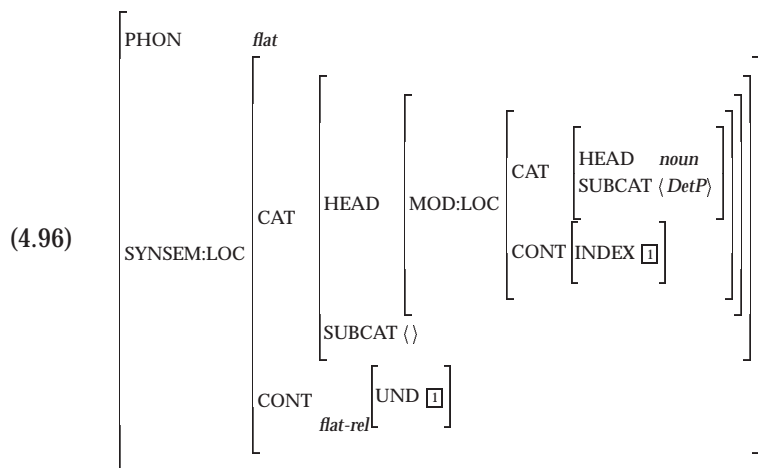 PHON flat
HEAD noun
CAT
SUBCAT ⟨ DetP⟩
HEAD MOD:LOC
CAT
(4.96)
SYNSEM:LOC
CONT INDEX 1
SUBCAT ⟨ ⟩
CONT UND 1
flat-rel